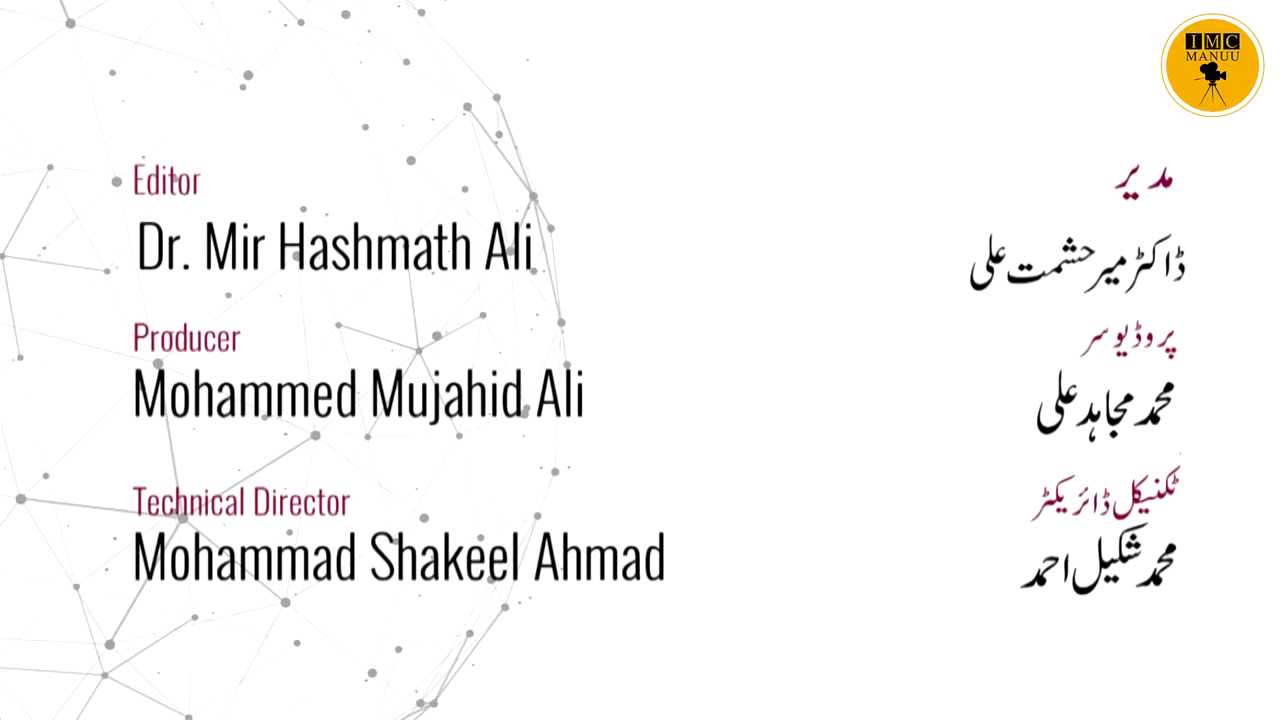 IMC
MANUU
Editor
مدیر
Dr. Mir Hashmath Ali
ڈاکٹر میر حشمت علی
Producer
پروڈیوسر
Mohammed Mujahid Ali
محمد مجاہد علی
Technical Director
ٹکنیکل ڈائریکٹر
Mohammad Shakeel Ahmad
محمد شکیل احمد